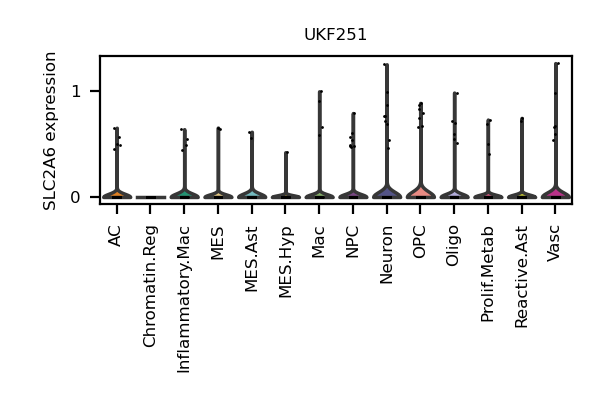 UKF251
SLC2A6 expression
1
0
AC
Chromatin.Reg
Inflammatory.Mac
MES
MES.Ast
MES.Hyp
Mac
NPC
Neuron
OPC
Oligo
Prolif.Metab
Reactive.Ast
Vasc